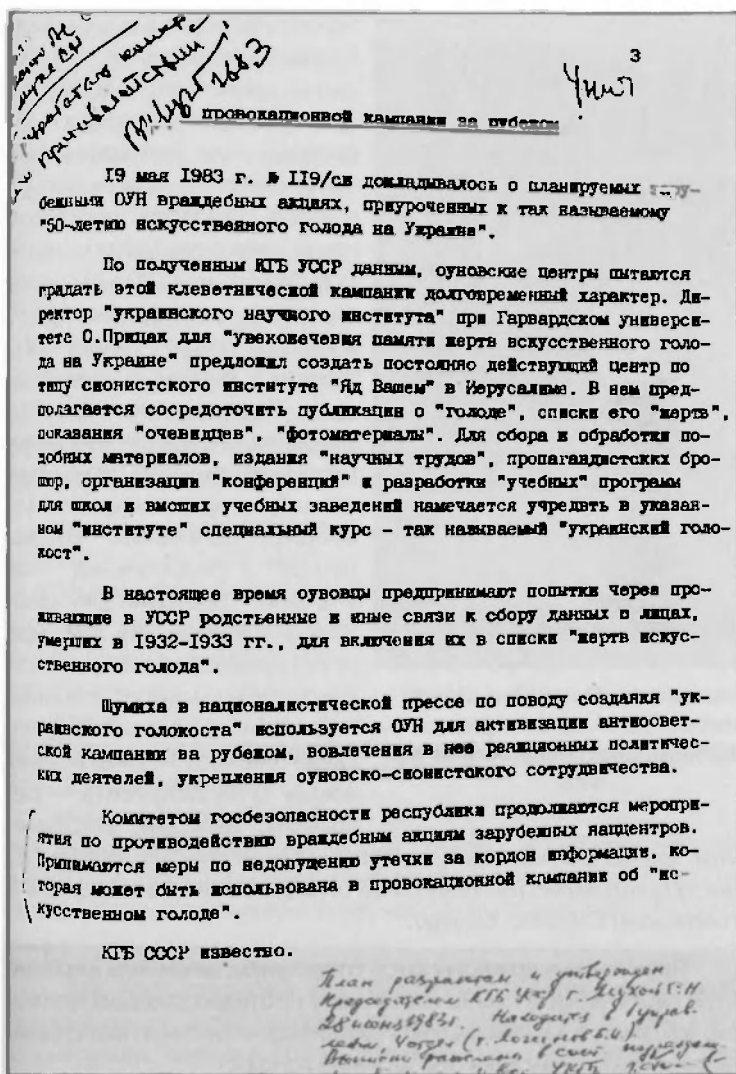 3
О провокационной кампании за рубежом
19 мая 1983 г. № 119/св докладывалось о планируемых зару-
бежными ОУН враждебных акциях, приуроченных к так называемому
"50-летию искусственного голода на Украине".
По полученным КГБ УССР данным, оуновские центры пытаются
придать этой клеветнической кампании долговременный характер. Ди-
ректор "украинского научного института" при Гарвардском универси-
тете О.Прицак для "увековечения памяти жертв искусственного голо-
да на Украине" предложил создать постоянно действующий центр по
типу сионистского института "Яд Вашем" в Иерусалиме. В нем пред-
полагается сосредоточить публикации о "голоде", списки его "жертв",
показания "очевидцев", "фотоматериалы". Для сбора и обработки по-
добных материалов, издания "научных трудов", пропагандистских бро-
шюр, организации "конференций" и разработки "учебных" программ
для школ и высших учебных заведений намечается учредить в указан-
ном "институте" специальный курс - так называемый "украинский голо-
кост".
В настоящее время оуновцы предпринимают попытки через про-
живающие в УССР родственные и иные связи к сбору данных о лицах,
умерших в 1932-1933 гг., для включения их в списки "жертв искус-
ственного голода".
Шумиха в националистической прессе по поводу создания "ук-
раинского голокоста" используется ОУН для активизации антисовет-
ской кампании за рубежом, вовлечения в нее реакционных политичес-
ких деятелей, укрепления оуновско-сионистского сотрудничества.
Комитетом госбезопасности республики продолжаются мероприя-
тия по противодействию враждебным акциям зарубежных наццентров.
Принимаются меры по недопущению утечки за кордон информации, ко-
торая может быть использована в провокационной кампании об "ис-
кусственном голоде".
КГБ СССР известно.
План разработан и утвержден
Председателем КГБ УССР т. Мухой С.Н.
28 июня 1983г. Находится в управ.